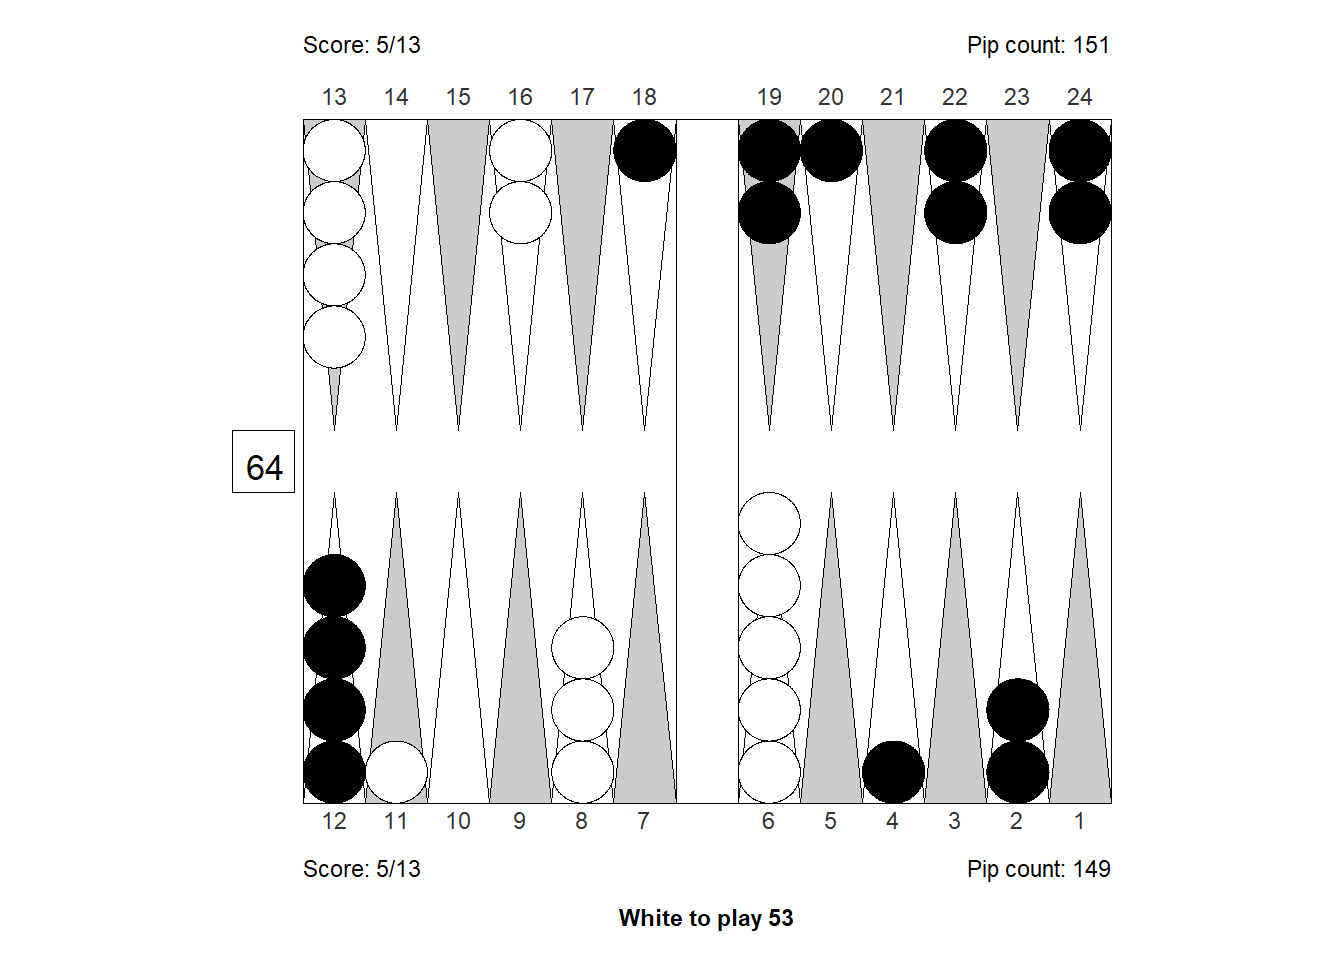 Score: 5/13 Pip count: 151
13 14 15 16 17 18 19 20 21 22 23 24
64
12 11 10 9 8 7 6 5 4 3 2 1
Score: 5/13 Pip count: 149
White to play 53